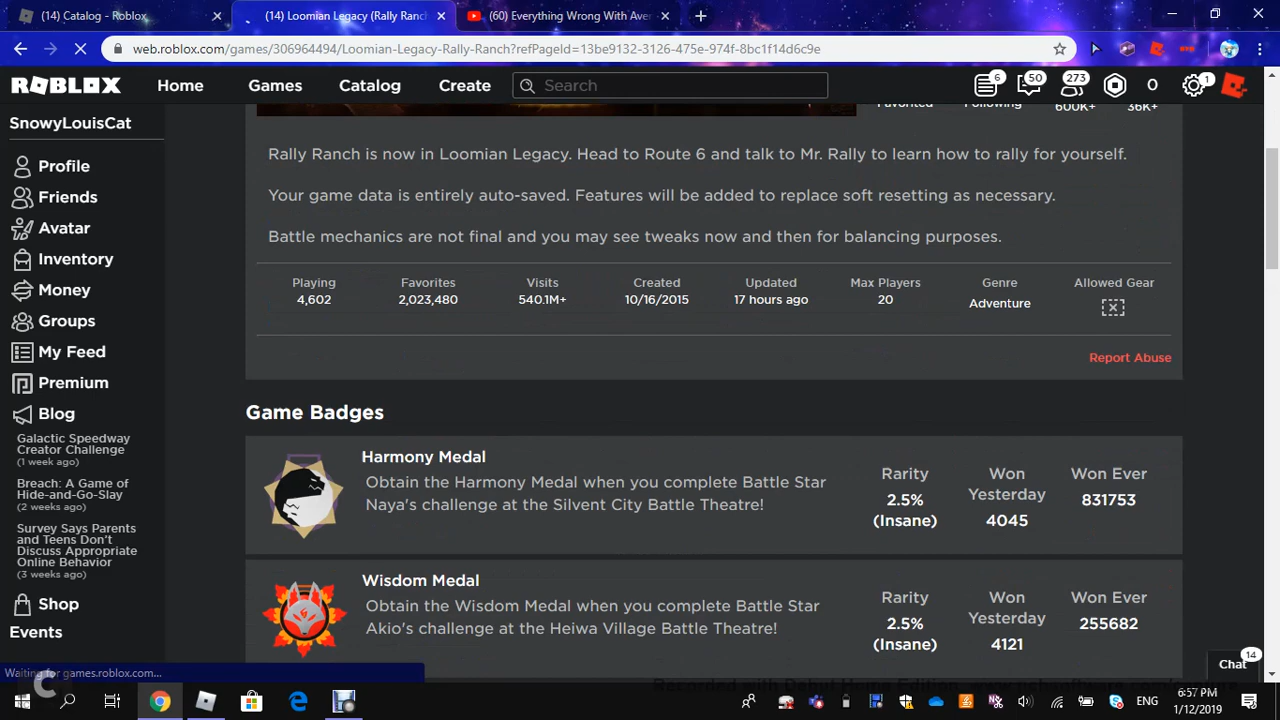 (14) Catalog - Roblox
(14) Loomian Legacy (Rally Ranch
(60) Everything Wrong With Aven
web.roblox.com/games/306964494/Loomian-Legacy-Rally-Ranch?refPageId=13be9132-3126-475e-974f-8bc1f14d6c9e
ROBLOX
Home
Games
Catalog
Create
Search
6
50
273
0
1
SnowyLouisCat
Profile
Friends
Avatar
Inventory
Money
Groups
My Feed
Premium
Blog
Galactic Speedway
Creator Challenge
(1 week ago)
Breach: A Game of
Hide-and-Go-Slay
(2 weeks ago)
Survey Says Parents
and Teens Don't
Discuss Appropriate
Online Behavior
(3 weeks ago)
Shop
Events
Favorited
Following
600K+
36K+
Rally Ranch is now in Loomian Legacy. Head to Route 6 and talk to Mr. Rally to learn how to rally for yourself.
Your game data is entirely auto-saved. Features will be added to replace soft resetting as necessary.
Battle mechanics are not final and you may see tweaks now and then for balancing purposes.
Playing Favorites Visits Created Updated Max Players Genre Allowed Gear
4,602 2,023,480 540.1M+ 10/16/2015 17 hours ago 20 Adventure
Report Abuse
Game Badges
Harmony Medal
Obtain the Harmony Medal when you complete Battle Star
Naya's challenge at the Silvent City Battle Theatre!
Rarity
2.5%
(Insane)
Won
Yesterday
4045
Won Ever
831753
Wisdom Medal
Obtain the Wisdom Medal when you complete Battle Star
Akio's challenge at the Heiwa Village Battle Theatre!
Rarity
2.5%
(Insane)
Won
Yesterday
4121
Won Ever
255682
Waiting for games.roblox.com...
Chat
14
ENG
6:57 PM
1/12/2019